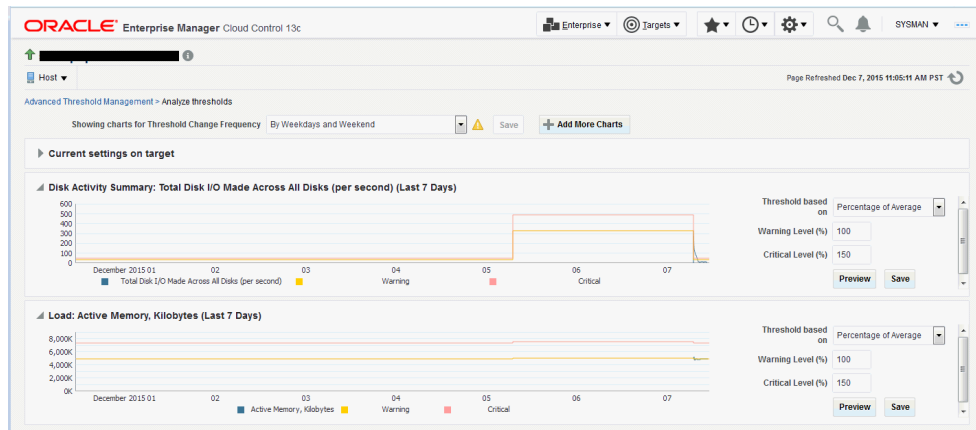 ORACLE Enterprise Manager Cloud Control 13c
Enterprise Targets SYSMAN
Host
Page Refreshed Dec 7, 2015 11:05:11 AM PST
Advanced Threshold Management > Analyze thresholds
Showing charts for Threshold Change Frequency By Weekdays and Weekend Save Add More Charts
Current settings on target
Disk Activity Summary: Total Disk I/O Made Across All Disks (per second) (Last 7 Days)
600
500
400
300
200
100
0
December 2015 01 02 03 04 05 06 07
Total Disk I/O Made Across All Disks (per second) Warning Critical
Threshold based on Percentage of Average
Warning Level (%) 100
Critical Level (%) 150
Preview Save
Load: Active Memory, Kilobytes (Last 7 Days)
8,000K
6,000K
4,000K
2,000K
0K
December 2015 01 02 03 04 05 06 07
Active Memory, Kilobytes Warning Critical
Threshold based on Percentage of Average
Warning Level (%) 100
Critical Level (%) 150
Preview Save